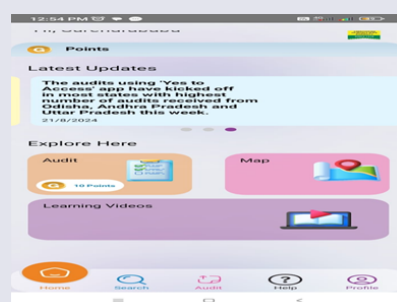 12:54 PM
Points
Latest Updates
The audits using 'Yes to
Access' app have kicked off
in most states with highest
number of audits received from
Odisha, Andhra Pradesh and
Uttar Pradesh this week.
21/8/2024
Explore Here
Audit
Map
10 Points
Learning Videos
Home
Search
Audit
Help
Profile